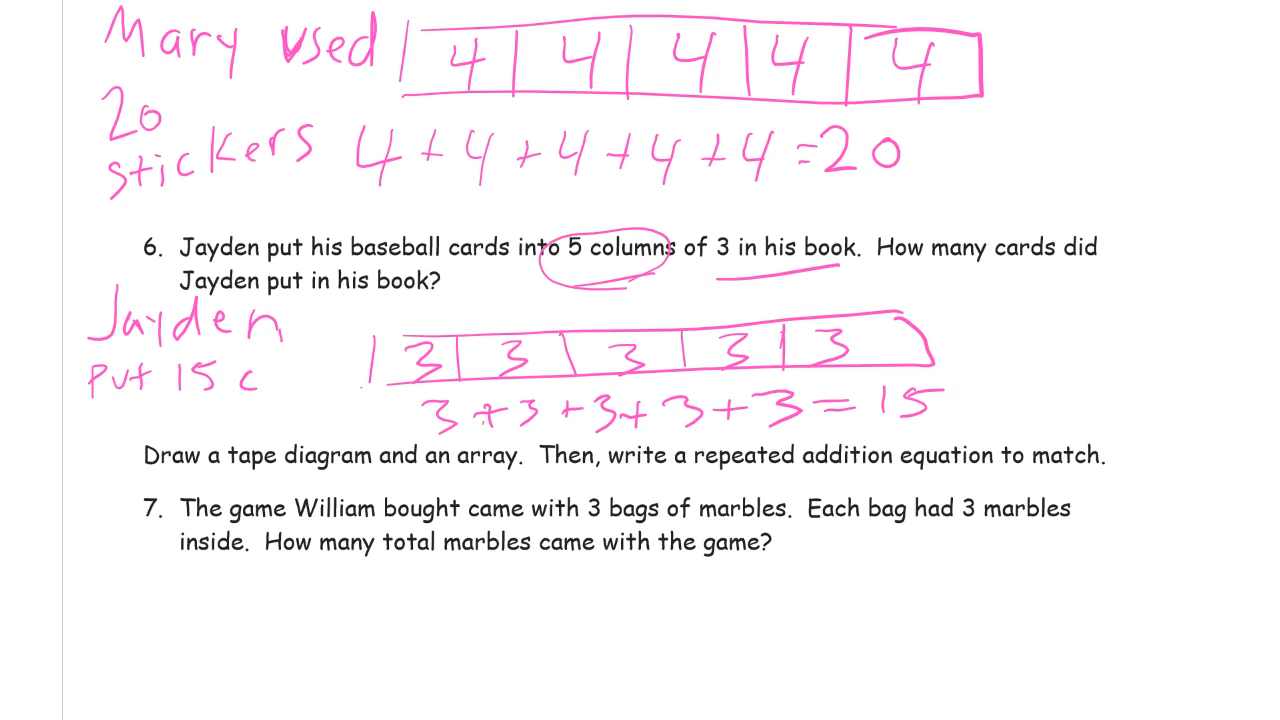 Mary used 4 4 4 4 4
20
stickers 4 + 4 + 4 + 4 + 4 = 20
6. Jayden put his baseball cards into 5 columns of 3 in his book. How many cards did
Jayden put in his book?
Jayden 3 3 3 3 3
put 15 c
3 + 3 + 3 + 3 + 3 = 15
Draw a tape diagram and an array. Then, write a repeated addition equation to match.
7. The game William bought came with 3 bags of marbles. Each bag had 3 marbles
inside. How many total marbles came with the game?